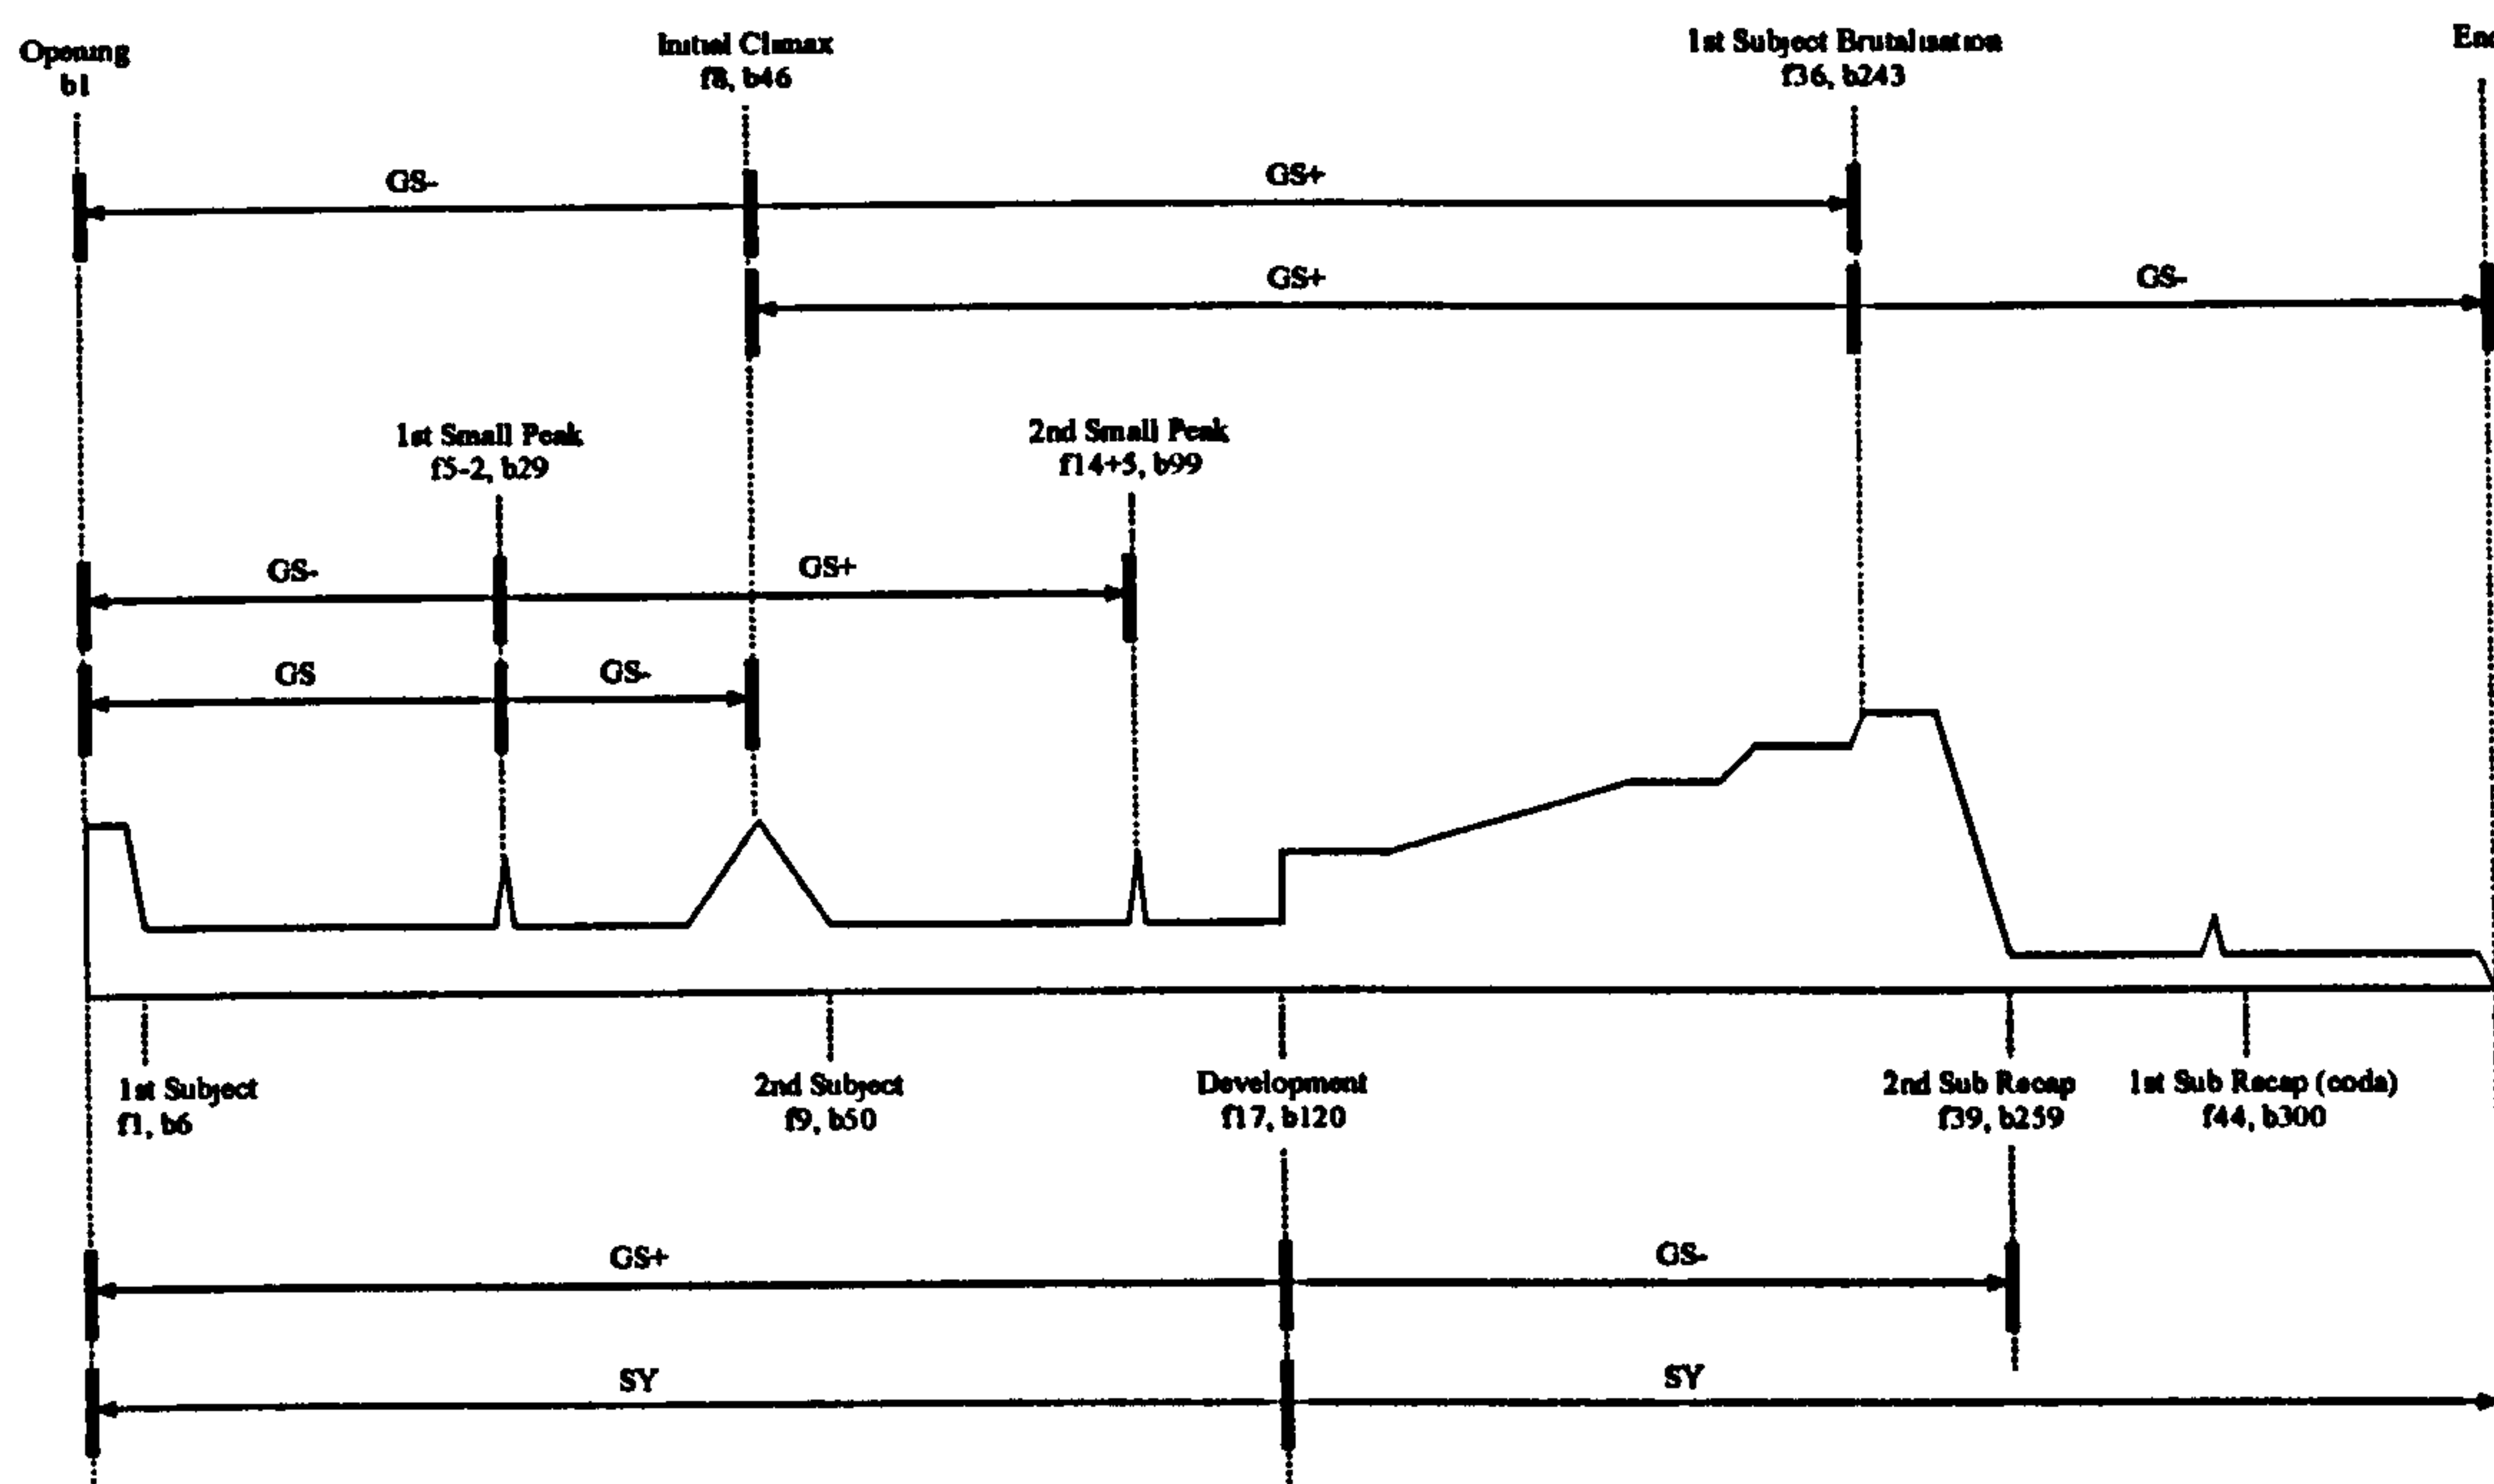 Opening
b1
Initial Climax
f8, b46
1st Subject Brutalisation
f36, b243
GS-
GS+
GS+
GS-
1st Small Peak
f5-2, b29
2nd Small Peak
f14+5, b99
GS-
GS+
GS
GS-
1st Subject
f1, b6
2nd Subject
f9, b50
Development
f17, b120
2nd Sub Recap
f39, b259
1st Sub Recap (coda)
f44, b300
GS+
GS-
SY
SY